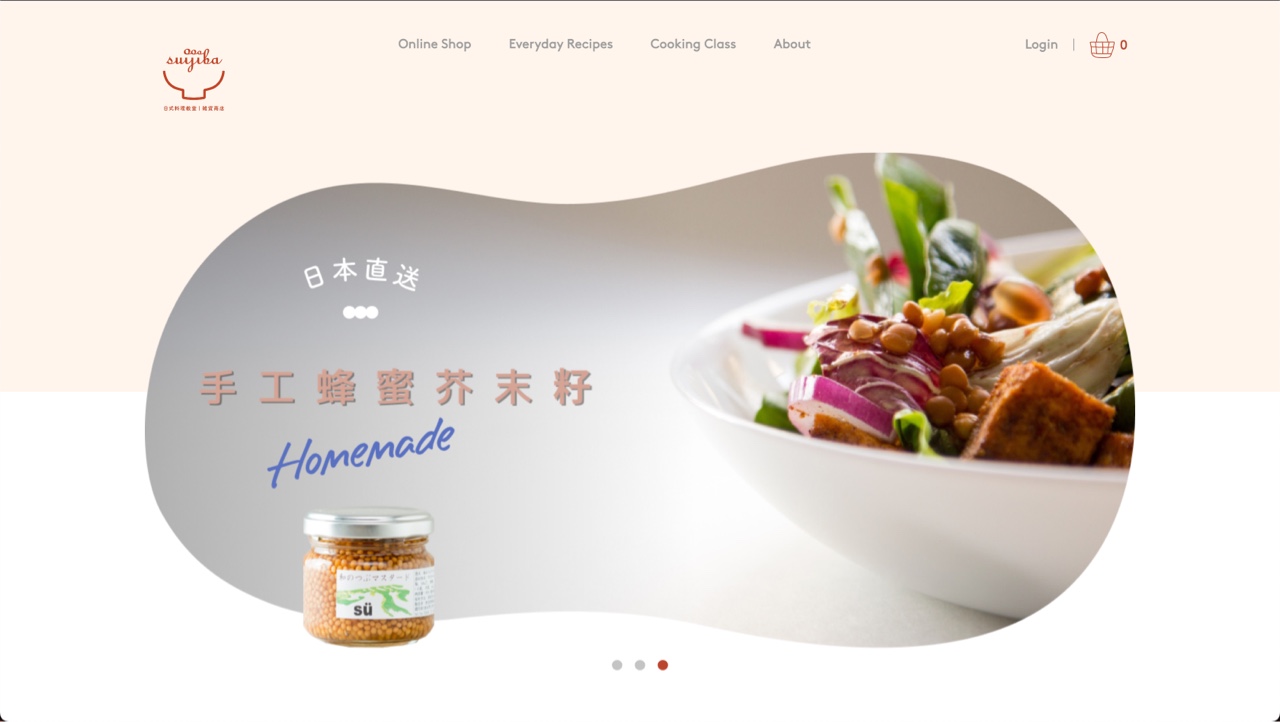 Online Shop
Everyday Recipes
Cooking Class
About
Login
0
suyiba
日式料理教室 | 雜貨商店
日本直送
手工蜂蜜芥末籽
Homemade
和のつぶマスタード
sü